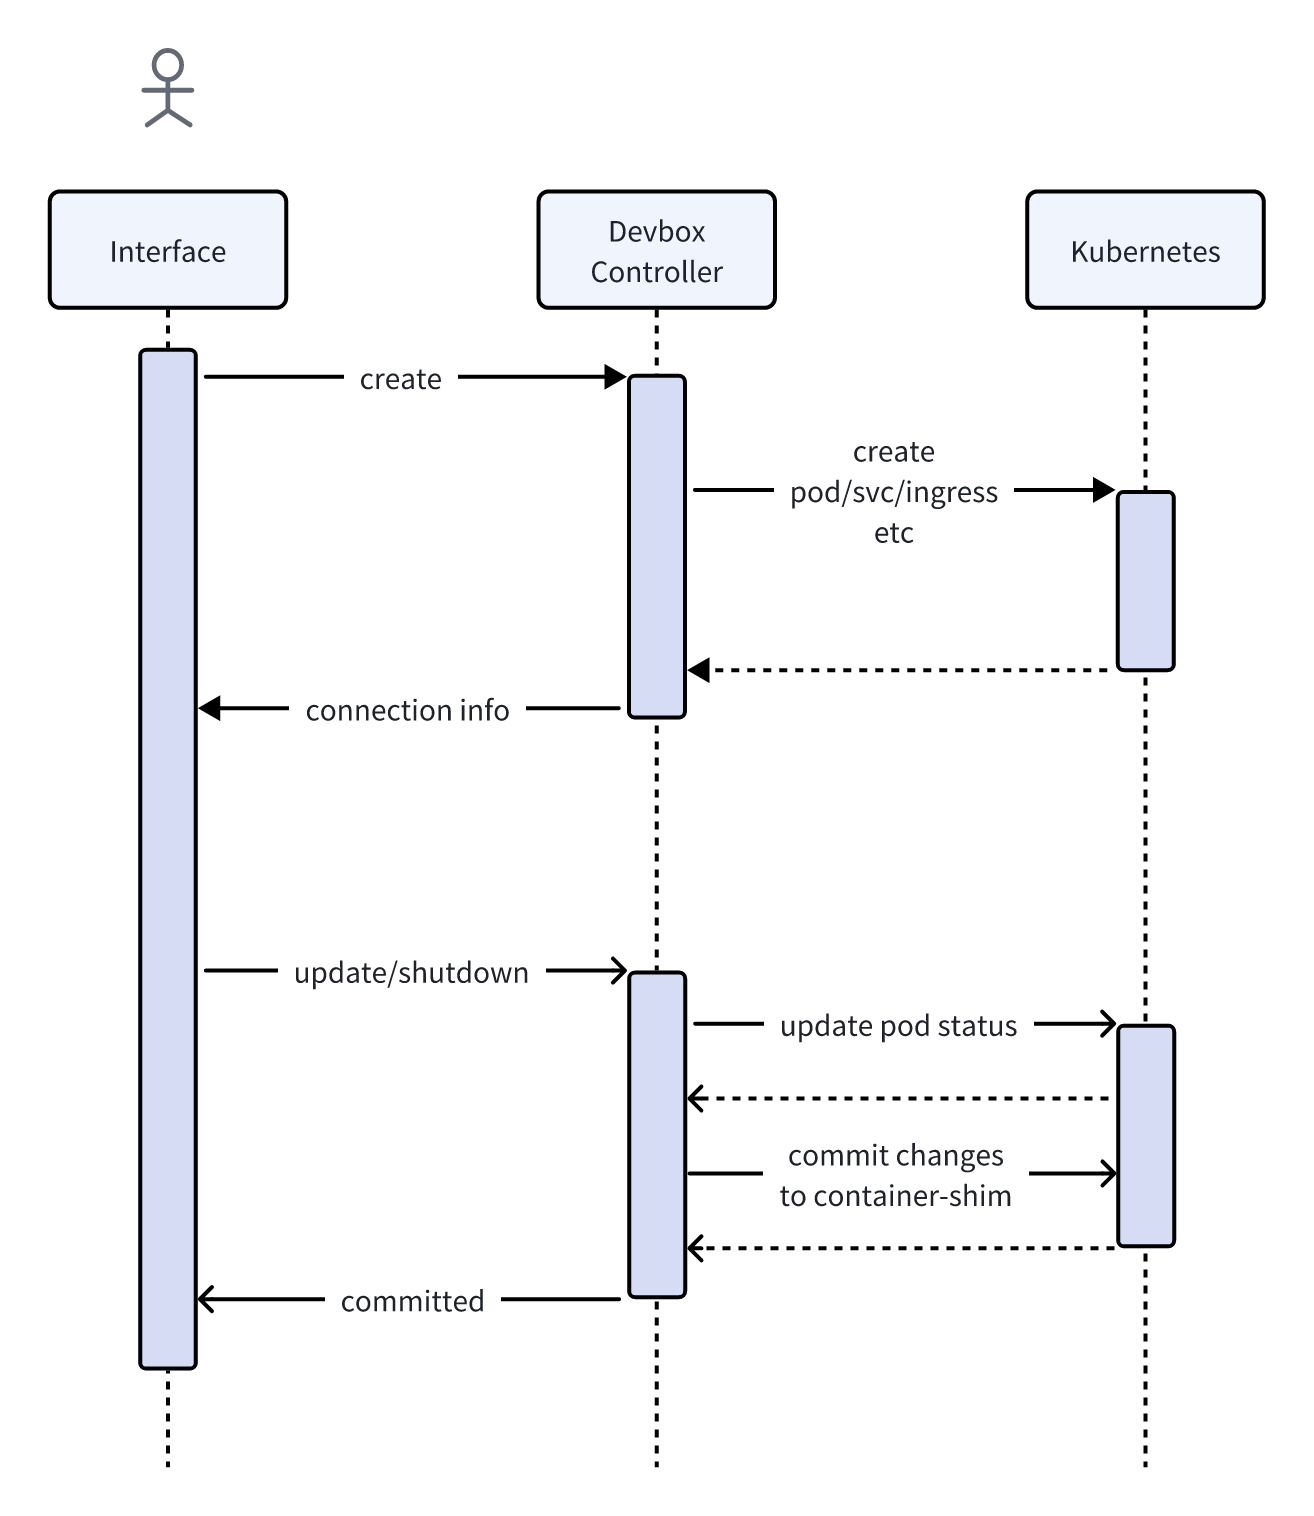 Interface
Devbox
Controller
Kubernetes
create
create
pod/svc/ingress
etc
connection info
update/shutdown
update pod status
commit changes
to container-shim
committed